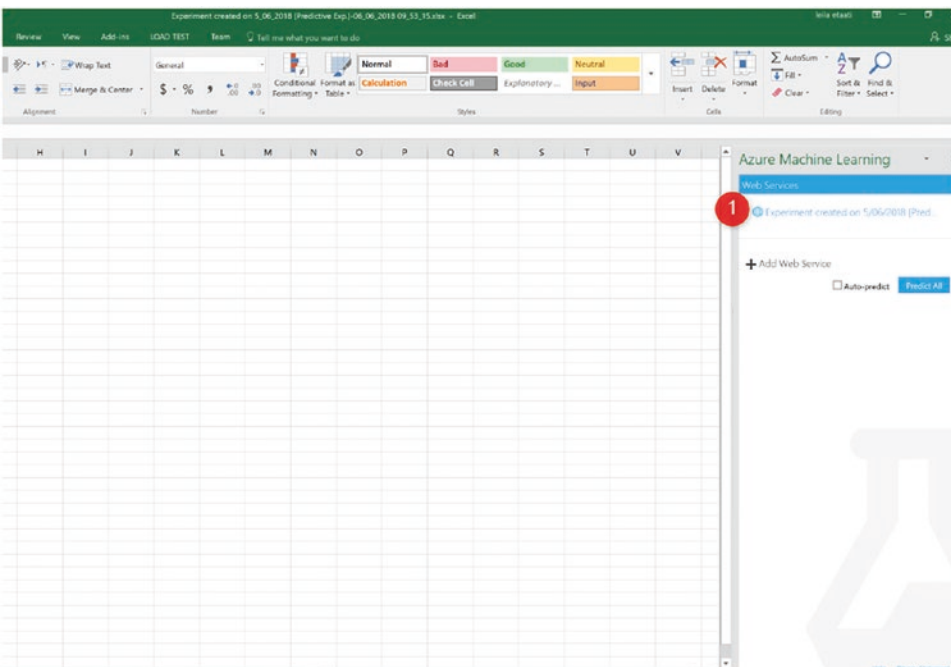 Experiment created on 5_06_2018 [Predictive Exp.]-06_06_2018 09_53_15.xlsx - Excel
leila etaati
Review View Add-ins LOAD TEST Team Tell me what you want to do
Wrap Text
General
Normal Bad Good Neutral
AutoSum
Fill
Clear
Merge & Center
$ % ,
Conditional Formatting
Format as Table
Calculation Check Cell Explanatory ... Input
Insert Delete Format
Sort & Filter
Find & Select
Alignment Number Styles Cells Editing
H I J K L M N O P Q R S T U V
Azure Machine Learning
Web Services
1
Experiment created on 5/06/2018 [Pred...
Add Web Service
Auto-predict Predict All